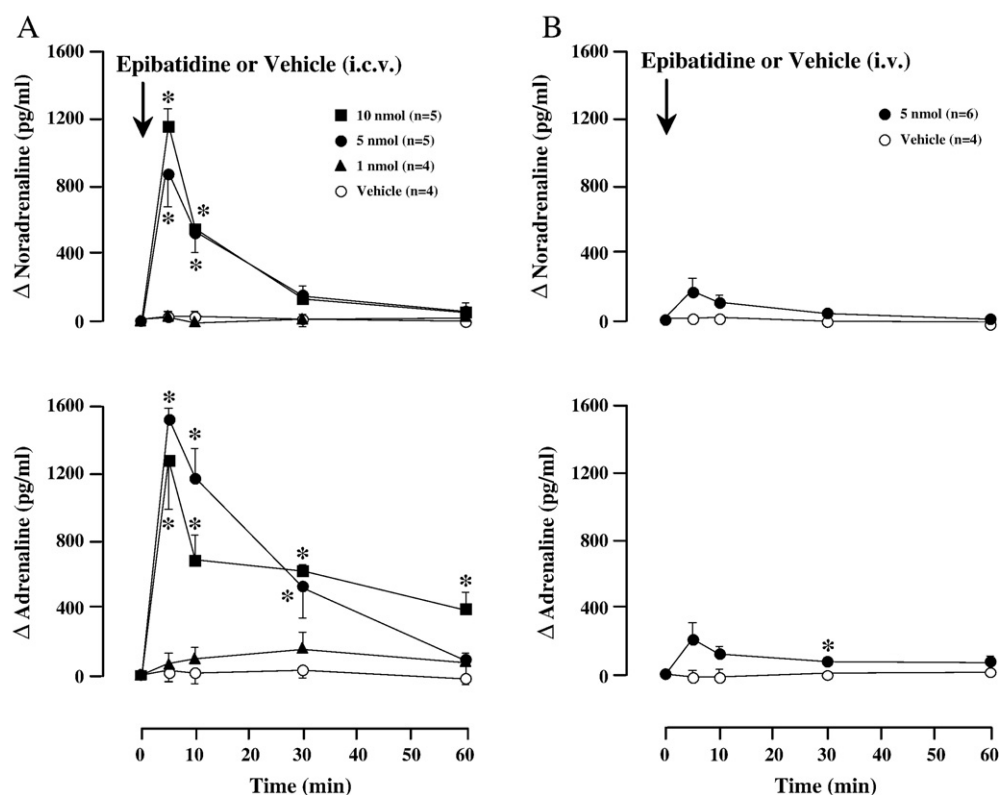 A
1600
1200
800
400
0
Δ Noradrenaline (pg/ml)
Epibatidine or Vehicle (i.c.v.)
*
*
*
*
10 nmol (n=5)
5 nmol (n=5)
1 nmol (n=4)
Vehicle (n=4)
B
1600
1200
800
400
0
Δ Noradrenaline (pg/ml)
Epibatidine or Vehicle (i.v.)
5 nmol (n=6)
Vehicle (n=4)
1600
1200
800
400
0
Δ Adrenaline (pg/ml)
*
*
*
*
*
*
*
0
10
20
30
40
50
60
Time (min)
1600
1200
800
400
0
Δ Adrenaline (pg/ml)
*
0
10
20
30
40
50
60
Time (min)